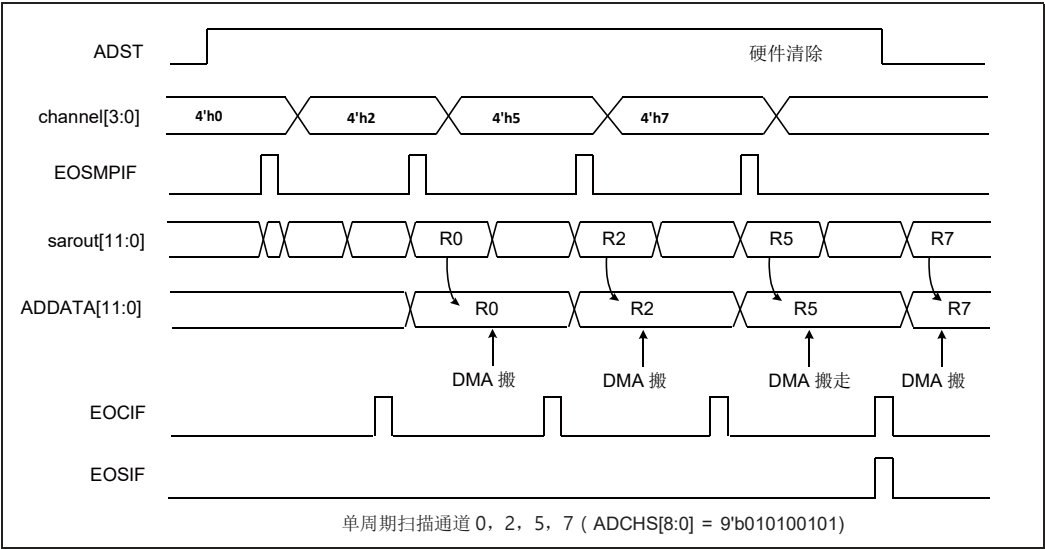 ADST 硬件清除
channel[3:0] 4'h0 4'h2 4'h5 4'h7
EOSMPIF
sarout[11:0] R0 R2 R5 R7
ADDATA[11:0] R0 R2 R5 R7
DMA 搬 DMA 搬 DMA 搬走 DMA 搬
EOCIF
EOSIF
单周期扫描通道 0，2，5，7 ( ADCHS[8:0] = 9'b010100101)